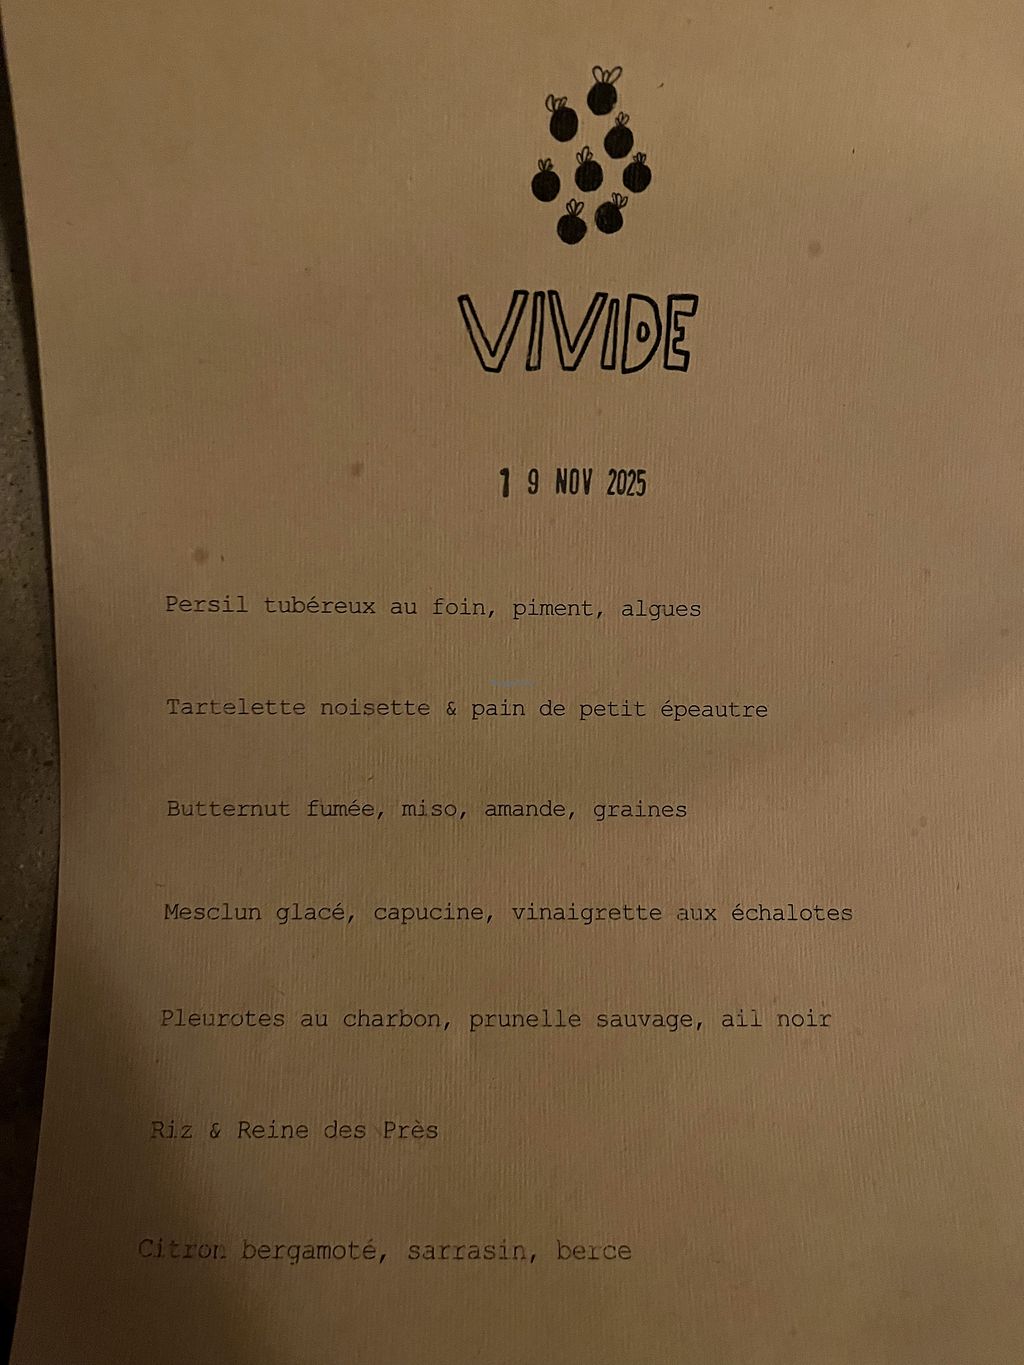 VIVIDE
19 NOV 2025
Persil tubéreux au foin, piment, algues
Tartelette noisette & pain de petit épeautre
Butternut fumée, miso, amande, graines
Mesclun glacé, capucine, vinaigrette aux échalotes
Pleurotes au charbon, prunelle sauvage, ail noir
Riz & Reine des Près
Citron bergamoté, sarrasin, berce